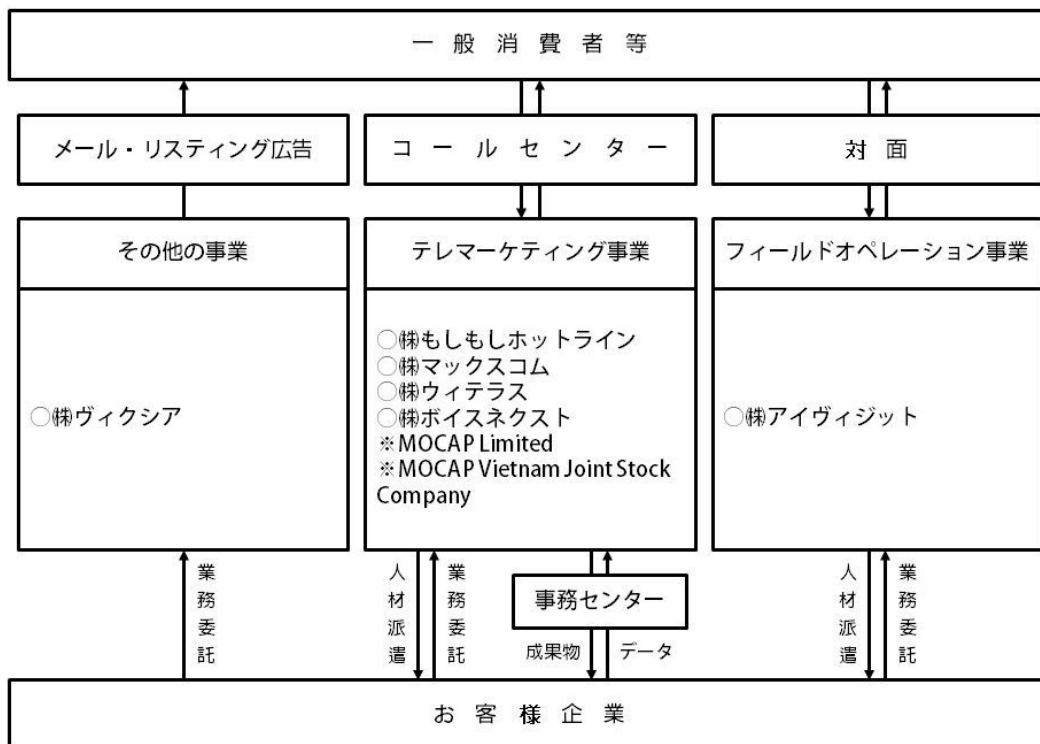 一般消費者等
メール・リスティング広告
コールセンター
対面
その他の事業
テレマーケティング事業
フィールドオペレーション事業
○㈱ヴィクシア
○㈱もしもしホットライン
○㈱マックスコム
○㈱ウィテラス
○㈱ボイスネクスト
※MOCAP Limited
※MOCAP Vietnam Joint Stock
Company
○㈱アイヴィジット
業務委託
人材派遣
業務委託
事務センター
成果物
データ
人材派遣
業務委託
お客様企業